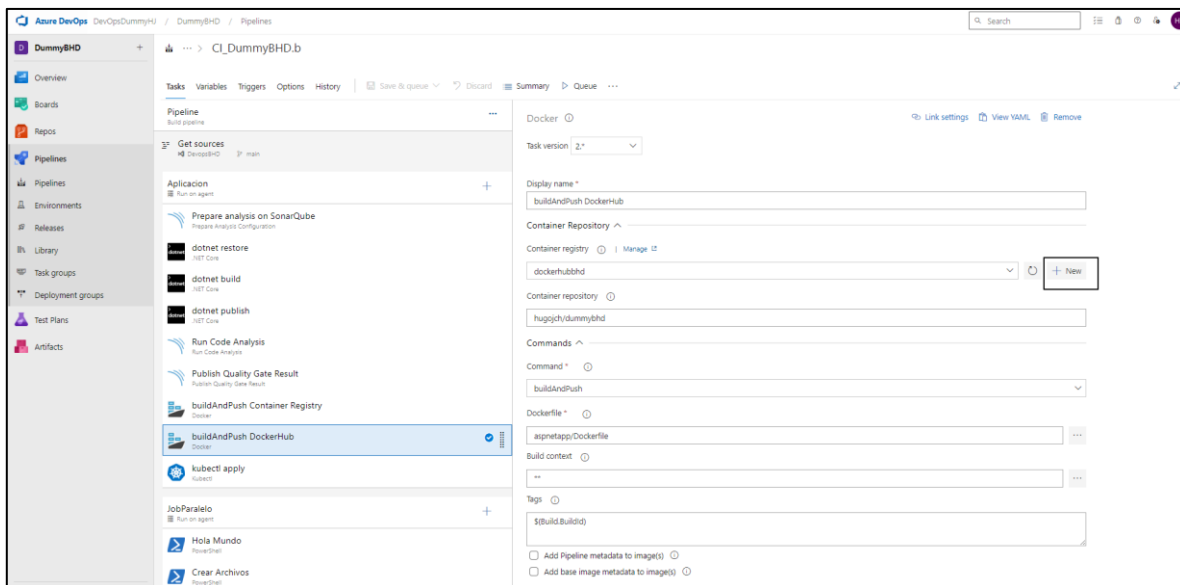 Azure DevOps DevOpsDummyHJ / DummyBHD / Pipelines
Search
H
D DummyBHD +
Overview
Boards
Repos
Pipelines
Pipelines
Environments
Releases
Library
Task groups
Deployment groups
Test Plans
Artifacts
··· > CI_DummyBHD.b
Tasks Variables Triggers Options History Save & queue Discard Summary Queue ···
Pipeline ···
Build pipeline
Get sources
DevopsBHD main
Aplicacion +
Run on agent
Prepare analysis on SonarQube
Prepare Analysis Configuration
dotnet restore
.NET Core
dotnet build
.NET Core
dotnet publish
.NET Core
Run Code Analysis
Run Code Analysis
Publish Quality Gate Result
Publish Quality Gate Result
buildAndPush Container Registry
Docker
buildAndPush DockerHub
Docker
kubectl apply
Kubectl
JobParalelo +
Run on agent
Hola Mundo
PowerShell
Crear Archivos
PowerShell
Docker
Link settings View YAML Remove
Task version 2.*
Display name *
buildAndPush DockerHub
Container Repository
Container registry | Manage
dockerhubbhd
+ New
Container repository
hugojch/dummybhd
Commands
Command *
buildAndPush
Dockerfile *
aspnetapp/Dockerfile
···
Build context
**
···
Tags
$(Build.BuildId)
Add Pipeline metadata to image(s)
Add base image metadata to image(s)